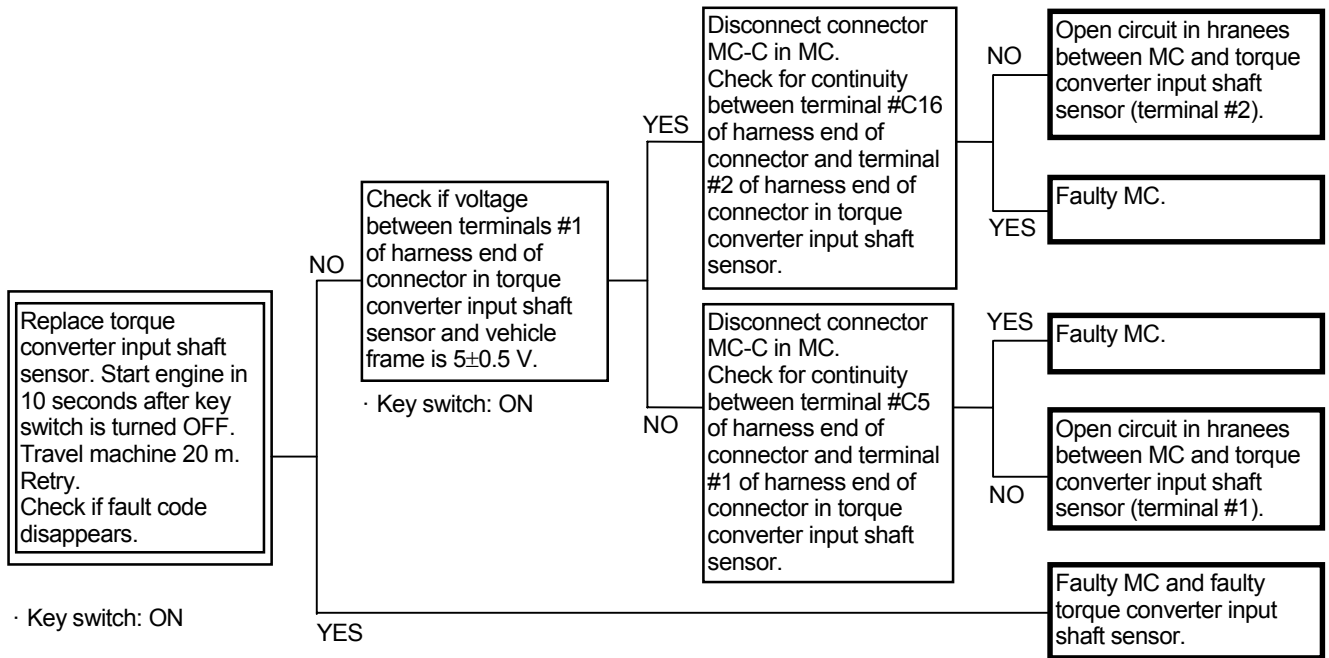 Replace torque
converter input shaft
sensor. Start engine in
10 seconds after key
switch is turned OFF.
Travel machine 20 m.
Retry.
Check if fault code
disappears.
· Key switch: ON
NO
YES
Check if voltage
between terminals #1
of harness end of
connector in torque
converter input shaft
sensor and vehicle
frame is 5±0.5 V.
· Key switch: ON
YES
NO
Disconnect connector
MC-C in MC.
Check for continuity
between terminal #C16
of harness end of
connector and terminal
#2 of harness end of
connector in torque
converter input shaft
sensor.
NO
YES
Open circuit in hranees
between MC and torque
converter input shaft
sensor (terminal #2).
Faulty MC.
Disconnect connector
MC-C in MC.
Check for continuity
between terminal #C5
of harness end of
connector and terminal
#1 of harness end of
connector in torque
converter input shaft
sensor.
YES
NO
Faulty MC.
Open circuit in hranees
between MC and torque
converter input shaft
sensor (terminal #1).
Faulty MC and faulty
torque converter input
shaft sensor.